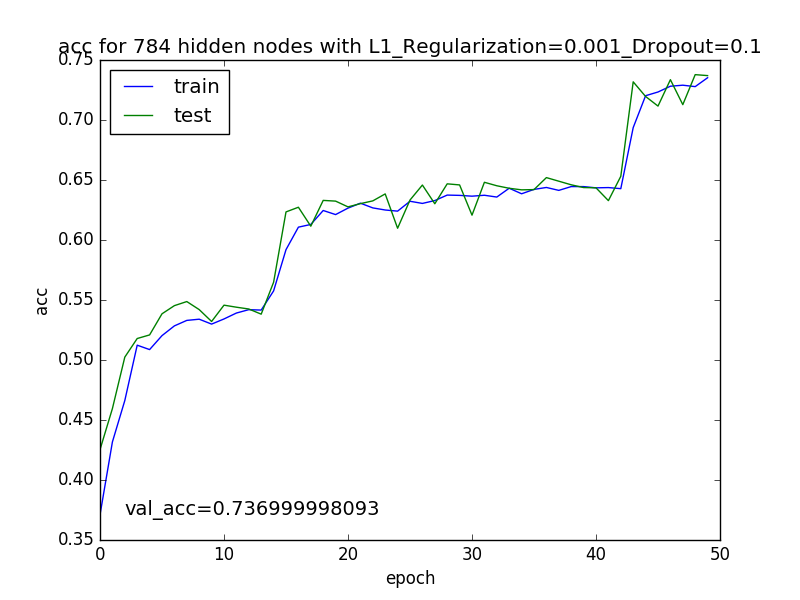 acc for 784 hidden nodes with L1_Regularization=0.001_Dropout=0.1
0.75
0.70
0.65
0.60
0.55
0.50
0.45
0.40
0.35
acc
train
test
val_acc=0.736999998093
0 10 20 30 40 50
epoch